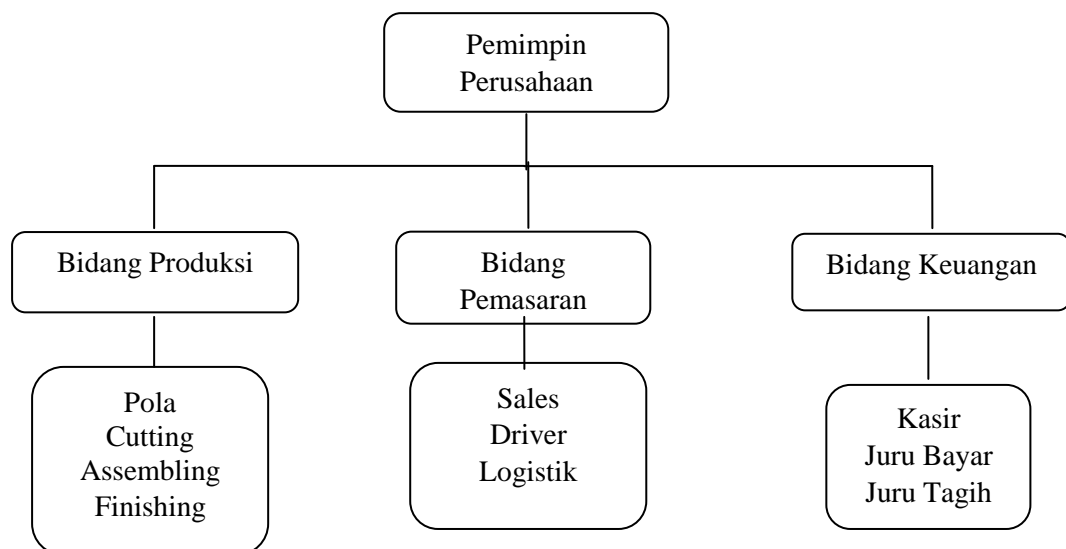 Pemimpin
Perusahaan
Bidang Produksi
Bidang
Pemasaran
Bidang Keuangan
Pola
Cutting
Assembling
Finishing
Sales
Driver
Logistik
Kasir
Juru Bayar
Juru Tagih